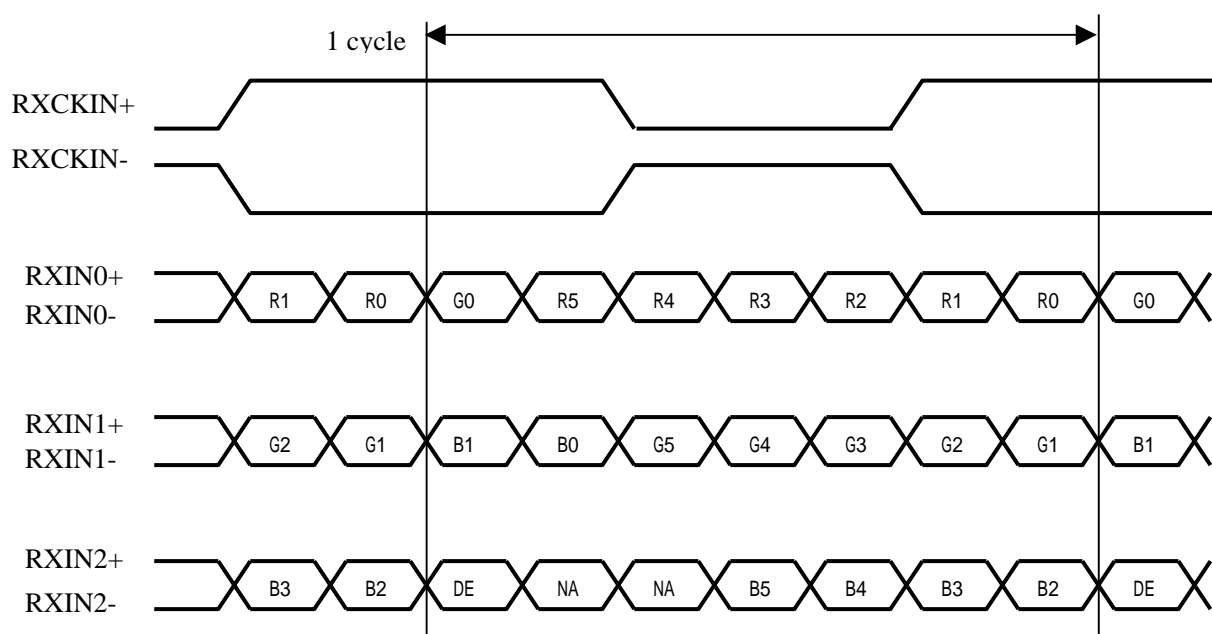 1 cycle
RXCKIN+
RXCKIN-
RXIN0+
RXIN0-
R1 R0 G0 R5 R4 R3 R2 R1 R0 G0
RXIN1+
RXIN1-
G2 G1 B1 B0 G5 G4 G3 G2 G1 B1
RXIN2+
RXIN2-
B3 B2 DE NA NA B5 B4 B3 B2 DE